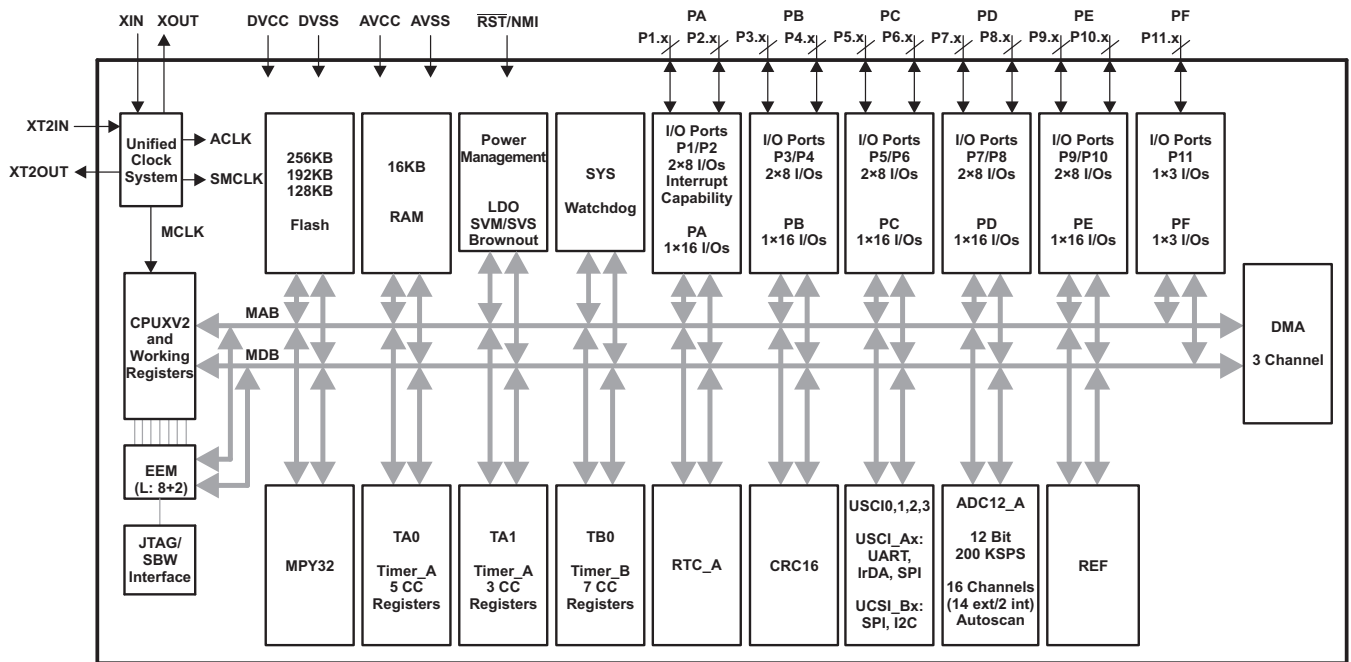 XIN XOUT DVCC DVSS AVCC AVSS RST/NMI PA PB PC PD PE PF
P1.x P2.x P3.x P4.x P5.x P6.x P7.x P8.x P9.x P10.x P11.x
XT2IN
XT2OUT
Unified
Clock
System
ACLK
SMCLK
MCLK
256KB
192KB
128KB
Flash
16KB
RAM
Power
Management
LDO
SVM/SVS
Brownout
SYS
Watchdog
I/O Ports
P1/P2
2×8 I/Os
Interrupt
Capability
PA
1×16 I/Os
I/O Ports
P3/P4
2×8 I/Os
PB
1×16 I/Os
I/O Ports
P5/P6
2×8 I/Os
PC
1×16 I/Os
I/O Ports
P7/P8
2×8 I/Os
PD
1×16 I/Os
I/O Ports
P9/P10
2×8 I/Os
PE
1×16 I/Os
I/O Ports
P11
1×3 I/Os
PF
1×3 I/Os
CPUXV2
and
Working
Registers
MAB
MDB
DMA
3 Channel
EEM
(L: 8+2)
JTAG/
SBW
Interface
MPY32
TA0
Timer_A
5 CC
Registers
TA1
Timer_A
3 CC
Registers
TB0
Timer_B
7 CC
Registers
RTC_A
CRC16
USCI0,1,2,3
USCI_Ax:
UART,
IrDA, SPI
UCSI_Bx:
SPI, I2C
ADC12_A
12 Bit
200 KSPS
16 Channels
(14 ext/2 int)
Autoscan
REF